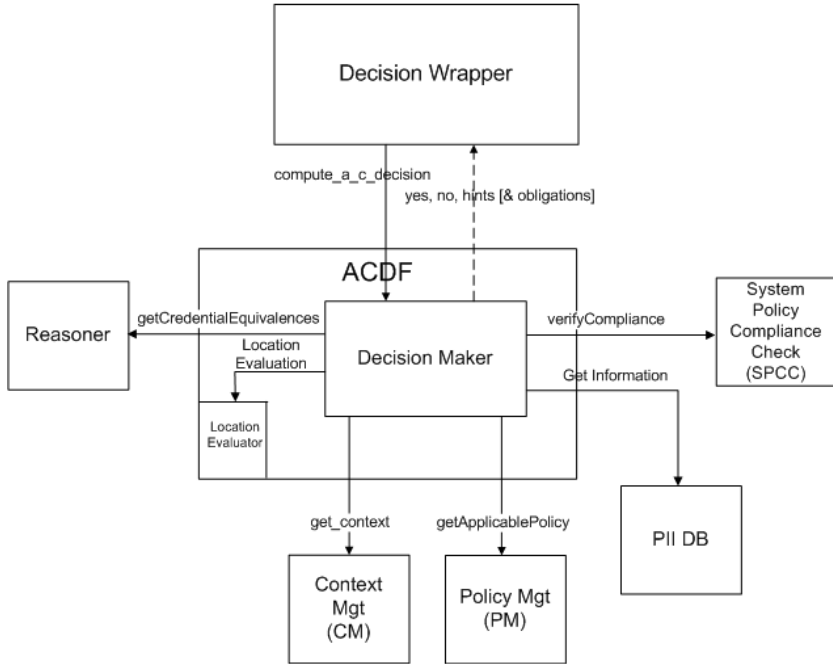 Decision Wrapper
compute_a_c_decision
yes, no, hints [& obligations]
ACDF
Reasoner
getCredentialEquivalences
Location
Evaluation
Decision Maker
verifyCompliance
System
Policy
Compliance
Check
(SPCC)
Get Information
Location
Evaluator
get_context
getApplicablePolicy
PII DB
Context
Mgt
(CM)
Policy Mgt
(PM)